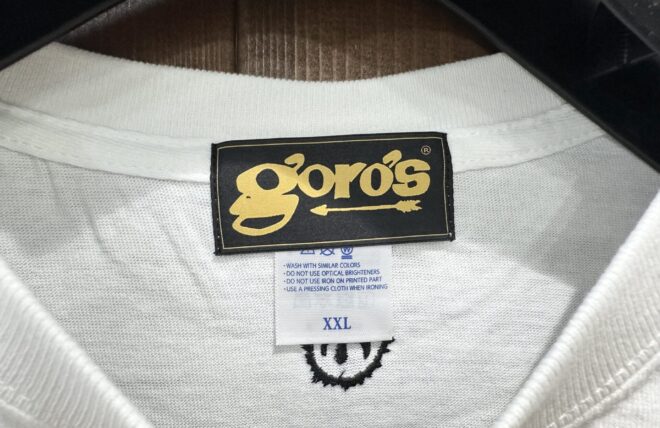 goro's ®
· WASH WITH SIMILAR COLORS
· DO NOT USE OPTICAL BRIGHTENERS
· DO NOT USE IRON ON PRINTED PART
· USE A PRESSING CLOTH WHEN IRONING
XXL